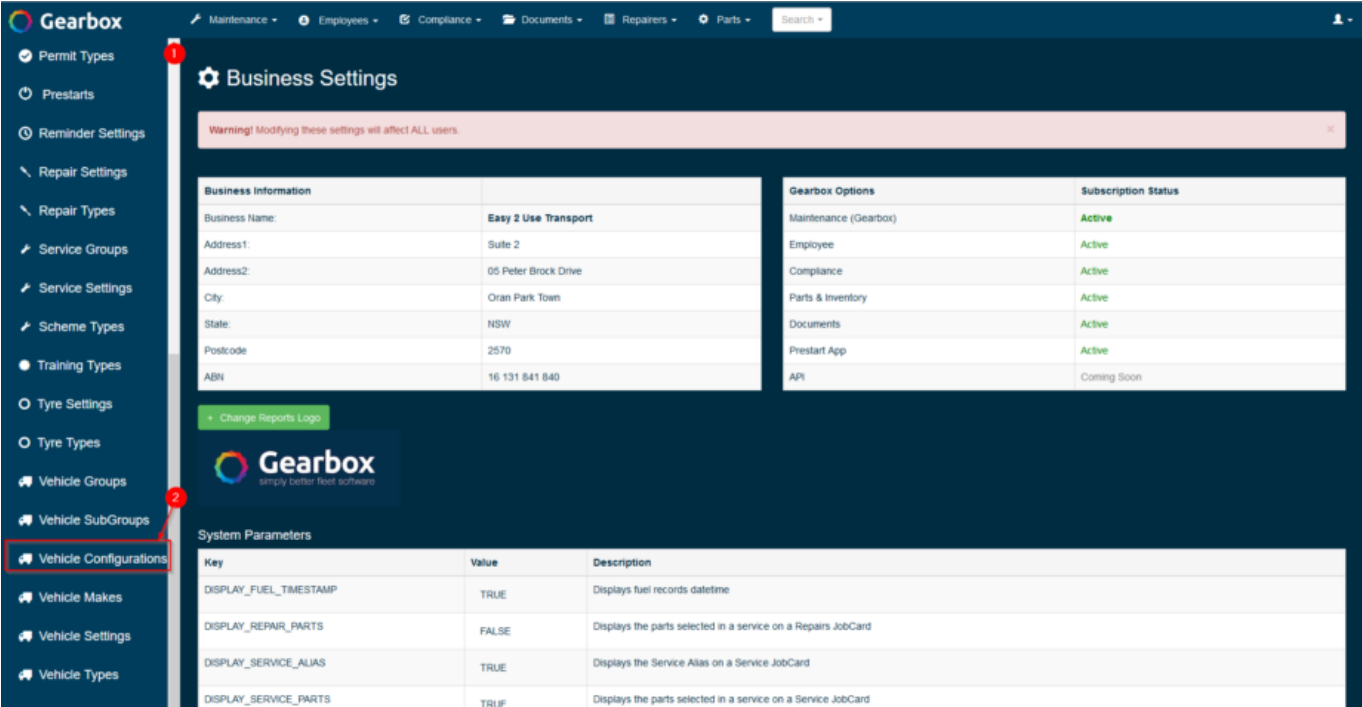 Gearbox
Maintenance Employees Compliance Documents Repairers Parts Search
Permit Types
1
Prestarts
Reminder Settings
Repair Settings
Repair Types
Service Groups
Service Settings
Scheme Types
Training Types
Tyre Settings
Tyre Types
Vehicle Groups
2
Vehicle SubGroups
Vehicle Configurations
Vehicle Makes
Vehicle Settings
Vehicle Types
Business Settings
Warning! Modifying these settings will affect ALL users. ×
Business Information
Business Name: Easy 2 Use Transport
Address1: Suite 2
Address2: 05 Peter Brock Drive
City: Oran Park Town
State: NSW
Postcode 2570
ABN 16 131 841 840
Gearbox Options Subscription Status
Maintenance (Gearbox) Active
Employee Active
Compliance Active
Parts & Inventory Active
Documents Active
Prestart App Active
API Coming Soon
+ Change Reports Logo
Gearbox
simply better fleet software
System Parameters
Key Value Description
DISPLAY_FUEL_TIMESTAMP TRUE Displays fuel records datetime
DISPLAY_REPAIR_PARTS FALSE Displays the parts selected in a service on a Repairs JobCard
DISPLAY_SERVICE_ALIAS TRUE Displays the Service Alias on a Service JobCard
DISPLAY_SERVICE_PARTS TRUE Displays the parts selected in a service on a Service JobCard